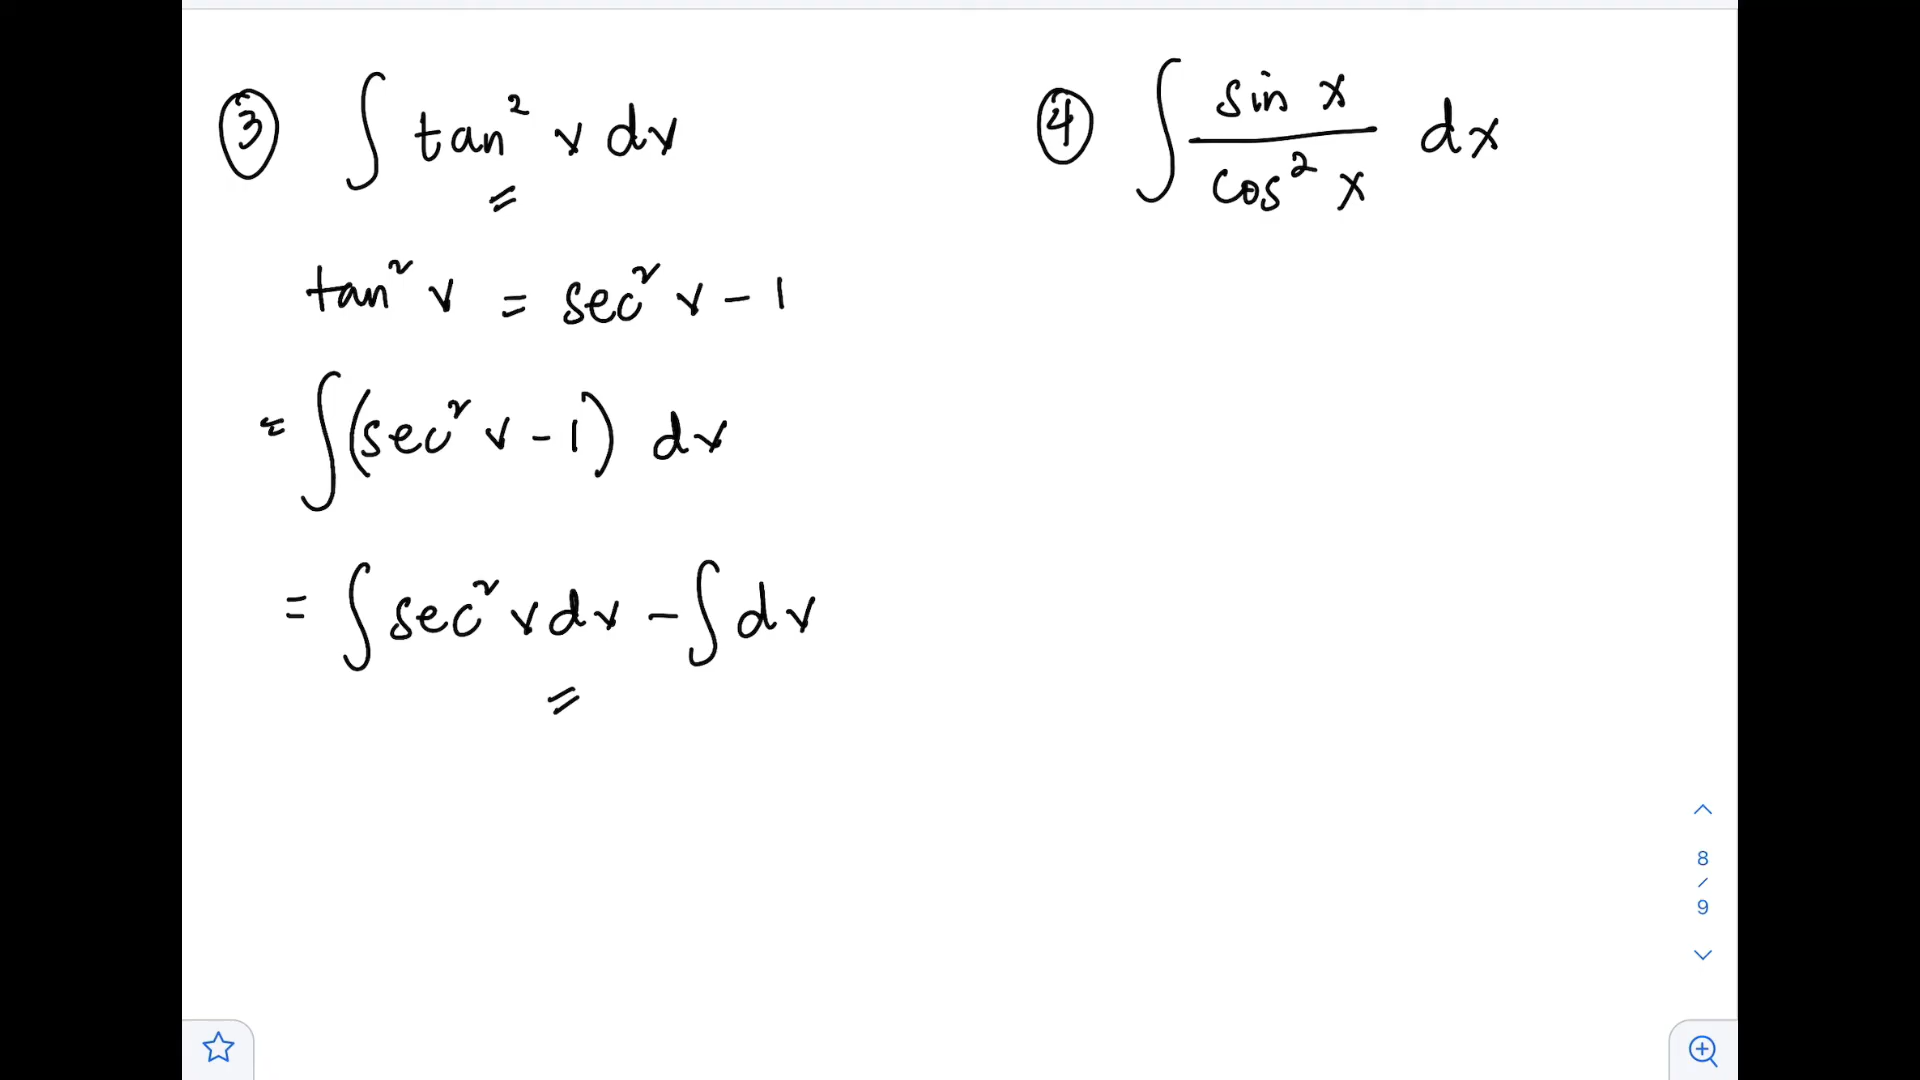 ③ ∫ tan² v dv
=
tan² v = sec² v - 1
= ∫(sec² v - 1) dv
= ∫ sec² v dv - ∫ dv
=
④ ∫ sin x / cos² x dx
8
/
9